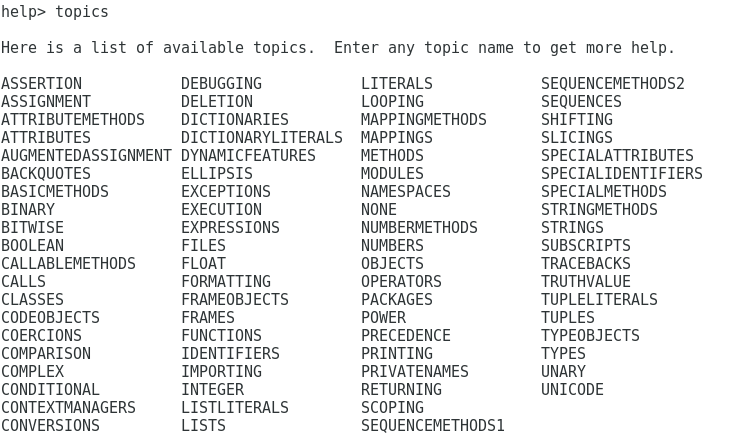 help> topics
Here is a list of available topics.  Enter any topic name to get more help.
ASSERTION           DEBUGGING           LITERALS            SEQUENCEMETHODS2
ASSIGNMENT          DELETION            LOOPING             SEQUENCES
ATTRIBUTEMETHODS    DICTIONARIES        MAPPINGMETHODS      SHIFTING
ATTRIBUTES          DICTIONARYLITERALS  MAPPINGS            SLICINGS
AUGMENTEDASSIGNMENT DYNAMICFEATURES     METHODS             SPECIALATTRIBUTES
BACKQUOTES          ELLIPSIS            MODULES             SPECIALIDENTIFIERS
BASICMETHODS        EXCEPTIONS          NAMESPACES          SPECIALMETHODS
BINARY              EXECUTION           NONE                STRINGMETHODS
BITWISE             EXPRESSIONS         NUMBERMETHODS       STRINGS
BOOLEAN             FILES               NUMBERS             SUBSCRIPTS
CALLABLEMETHODS     FLOAT               OBJECTS             TRACEBACKS
CALLS               FORMATTING          OPERATORS           TRUTHVALUE
CLASSES             FRAMEOBJECTS        PACKAGES            TUPLELITERALS
CODEOBJECTS         FRAMES              POWER               TUPLES
COERCIONS           FUNCTIONS           PRECEDENCE          TYPEOBJECTS
COMPARISON          IDENTIFIERS         PRINTING            TYPES
COMPLEX             IMPORTING           PRIVATENAMES        UNARY
CONDITIONAL         INTEGER             RETURNING           UNICODE
CONTEXTMANAGERS     LISTLITERALS        SCOPING
CONVERSIONS         LISTS               SEQUENCEMETHODS1